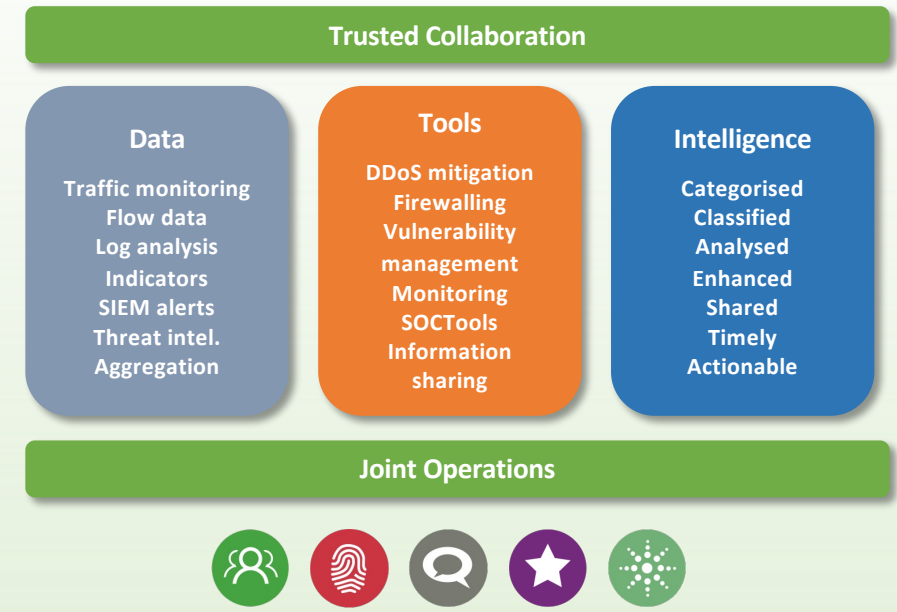 Trusted Collaboration
Data
Traffic monitoring
Flow data
Log analysis
Indicators
SIEM alerts
Threat intel.
Aggregation
Tools
DDoS mitigation
Firewalling
Vulnerability
management
Monitoring
SOCTools
Information
sharing
Intelligence
Categorised
Classified
Analysed
Enhanced
Shared
Timely
Actionable
Joint Operations